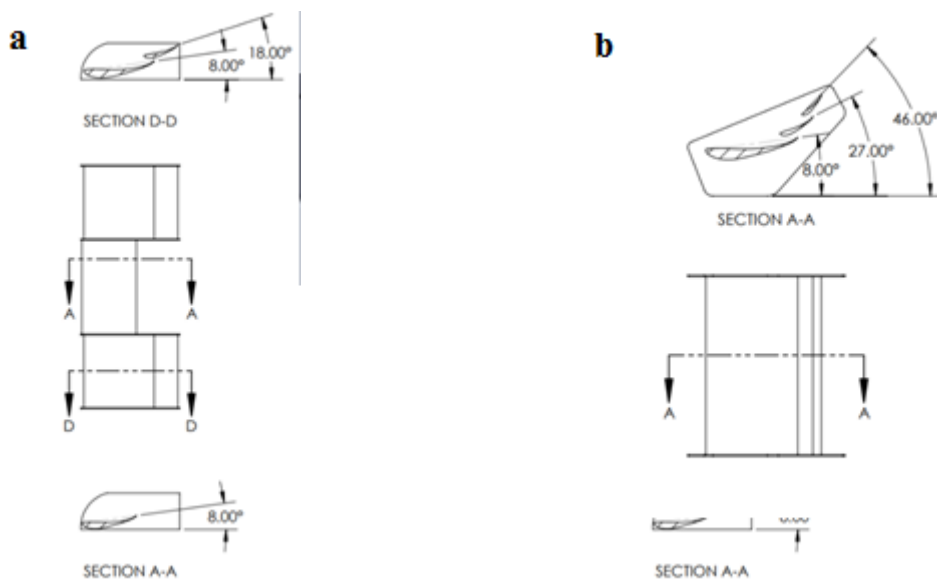 a
18.00°
8.00°
SECTION D-D
A A
D D
8.00°
SECTION A-A
b
46.00°
27.00°
8.00°
SECTION A-A
A A
SECTION A-A